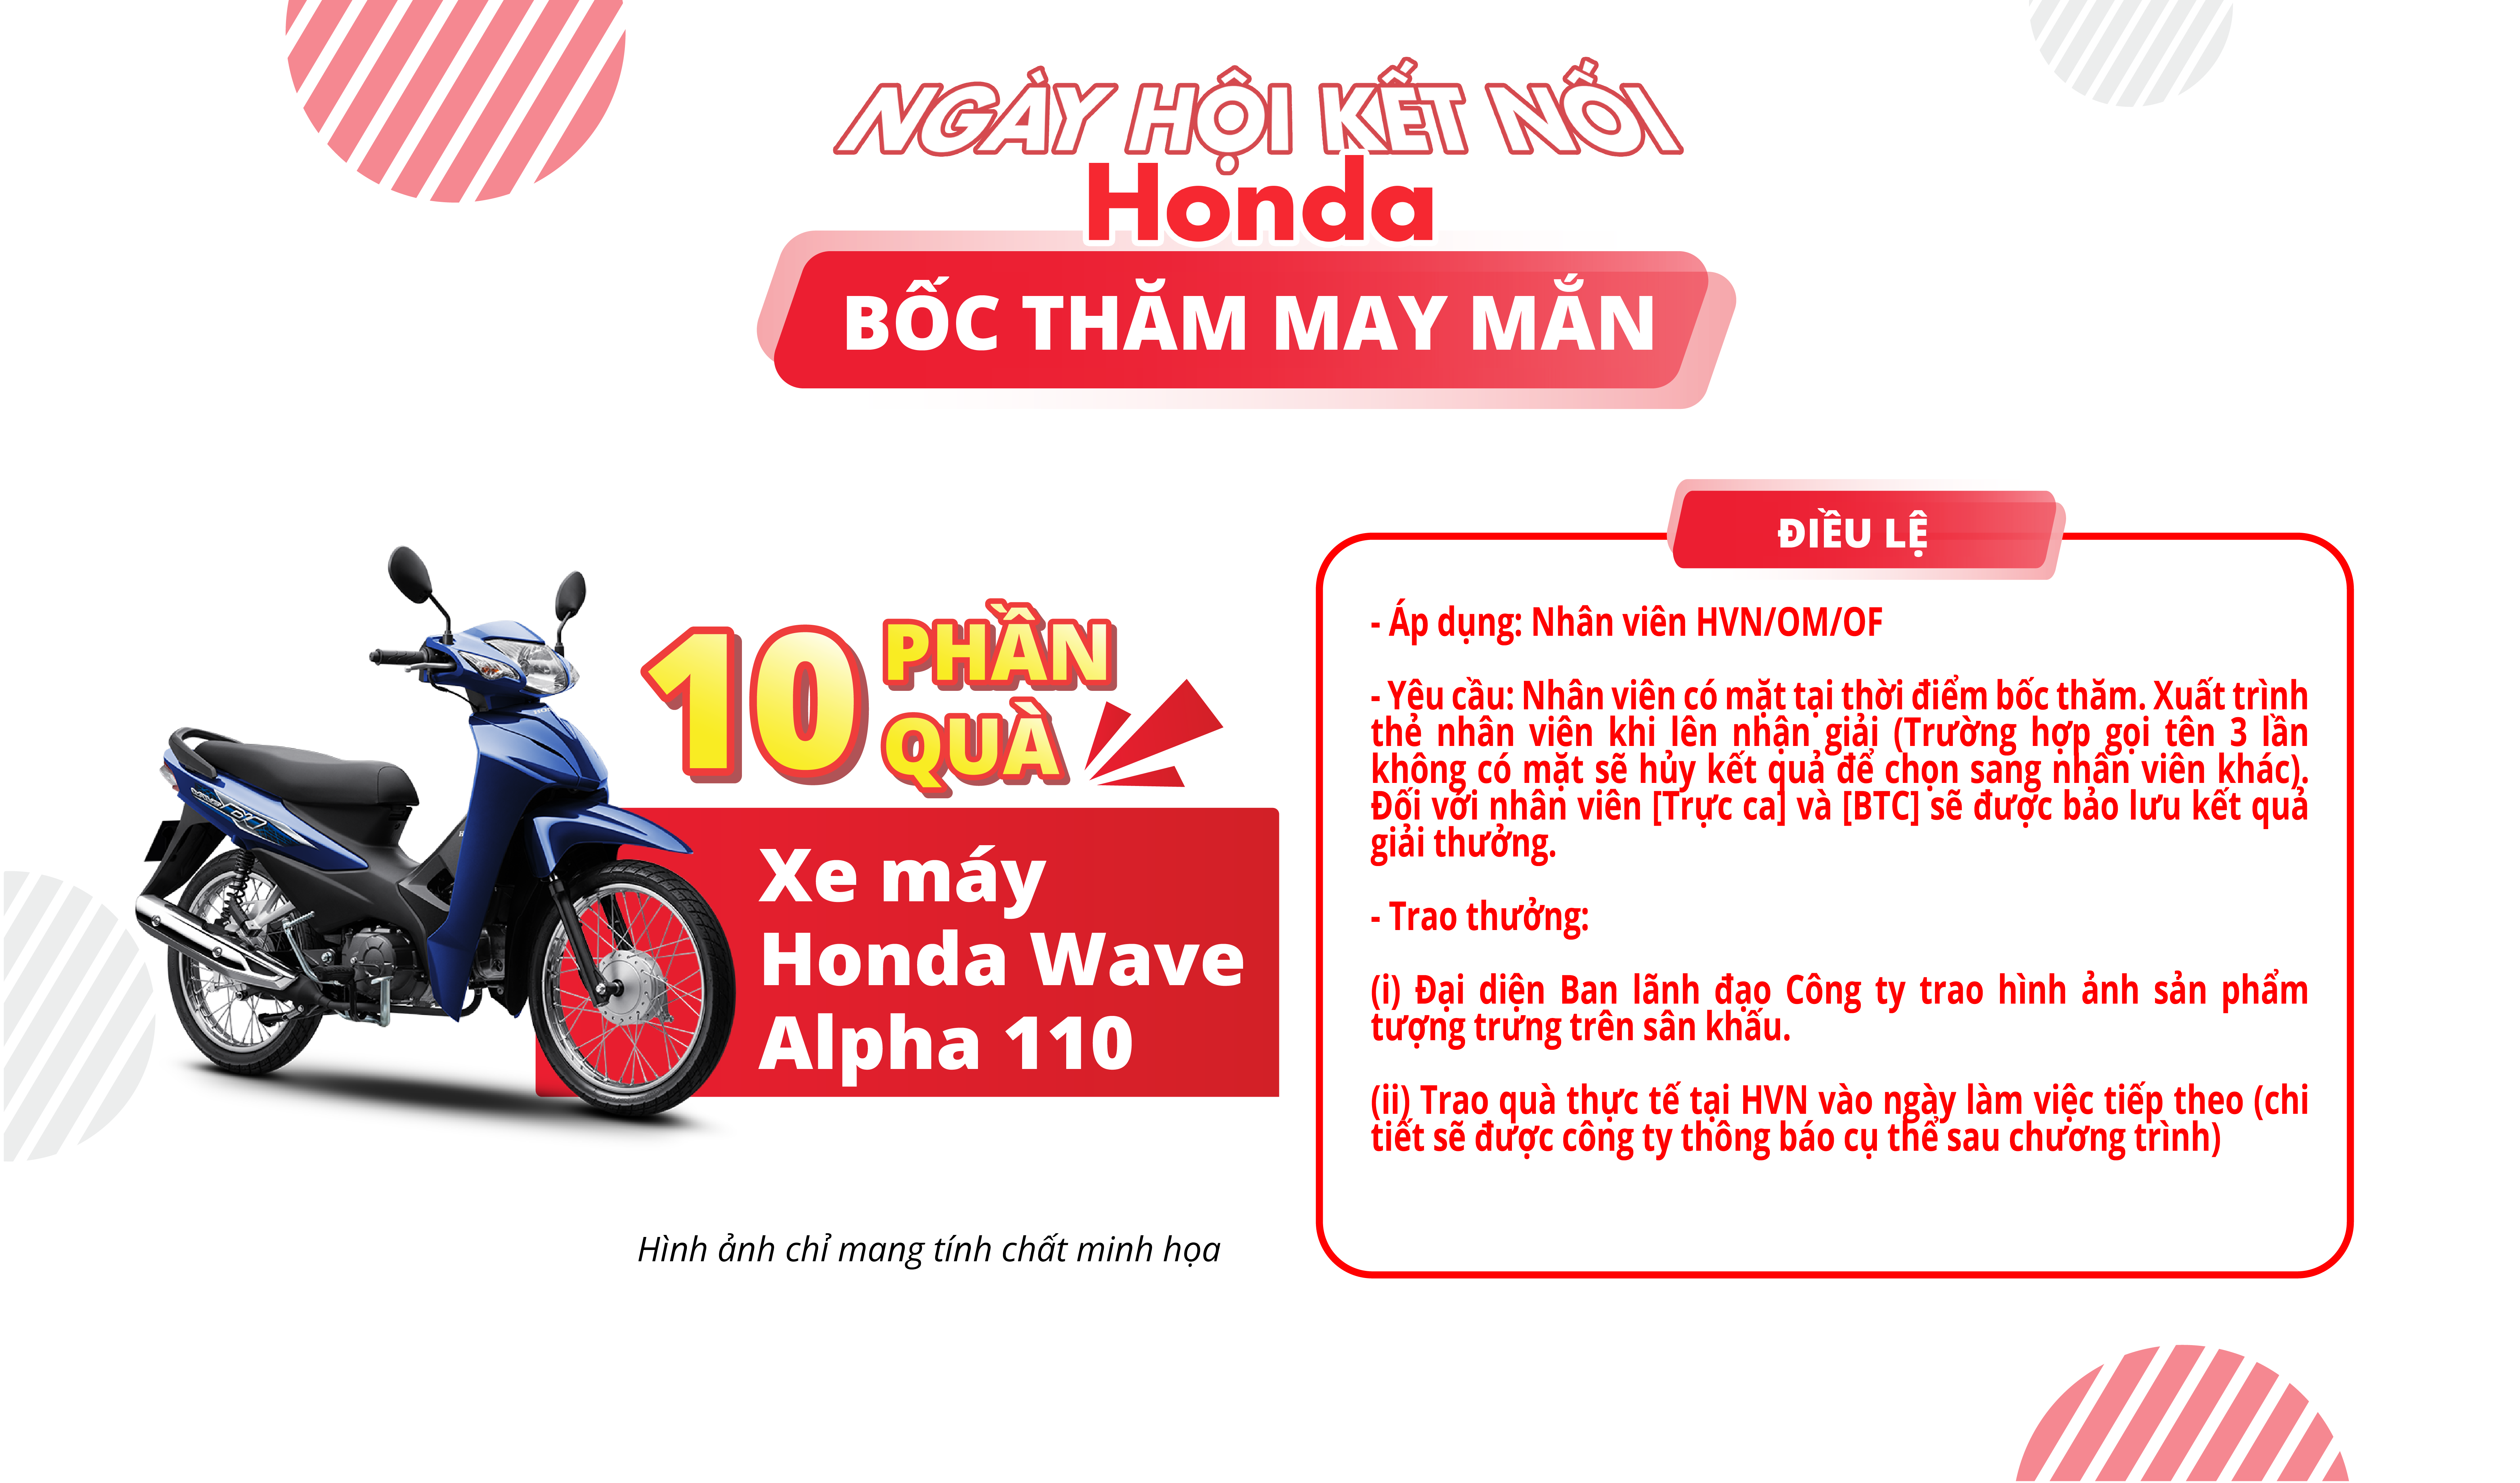 NGÀY HỘI KẾT NỐI
Honda
BỐC THĂM MAY MẮN
10 PHẦN
QUÀ
Xe máy
Honda Wave
Alpha 110
Hình ảnh chỉ mang tính chất minh họa
ĐIỀU LỆ
- Áp dụng: Nhân viên HVN/OM/OF
- Yêu cầu: Nhân viên có mặt tại thời điểm bốc thăm. Xuất trình
thẻ nhân viên khi lên nhận giải (Trường hợp gọi tên 3 lần
không có mặt sẽ hủy kết quả để chọn sang nhân viên khác).
Đối với nhân viên [Trực ca] và [BTC] sẽ được bảo lưu kết quả
giải thưởng.
- Trao thưởng:
(i) Đại diện Ban lãnh đạo Công ty trao hình ảnh sản phẩm
tượng trưng trên sân khấu.
(ii) Trao quà thực tế tại HVN vào ngày làm việc tiếp theo (chi
tiết sẽ được công ty thông báo cụ thể sau chương trình)